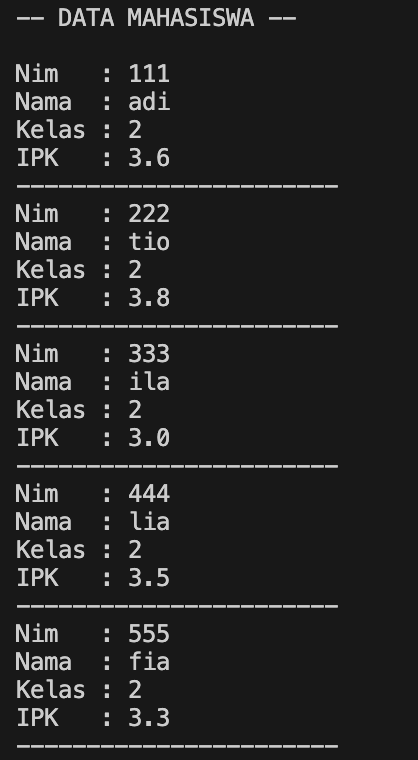 -- DATA MAHASISWA --
Nim   : 111
Nama  : adi
Kelas : 2
IPK   : 3.6
-----------------------
Nim   : 222
Nama  : tio
Kelas : 2
IPK   : 3.8
-----------------------
Nim   : 333
Nama  : ila
Kelas : 2
IPK   : 3.0
-----------------------
Nim   : 444
Nama  : lia
Kelas : 2
IPK   : 3.5
-----------------------
Nim   : 555
Nama  : fia
Kelas : 2
IPK   : 3.3
-----------------------